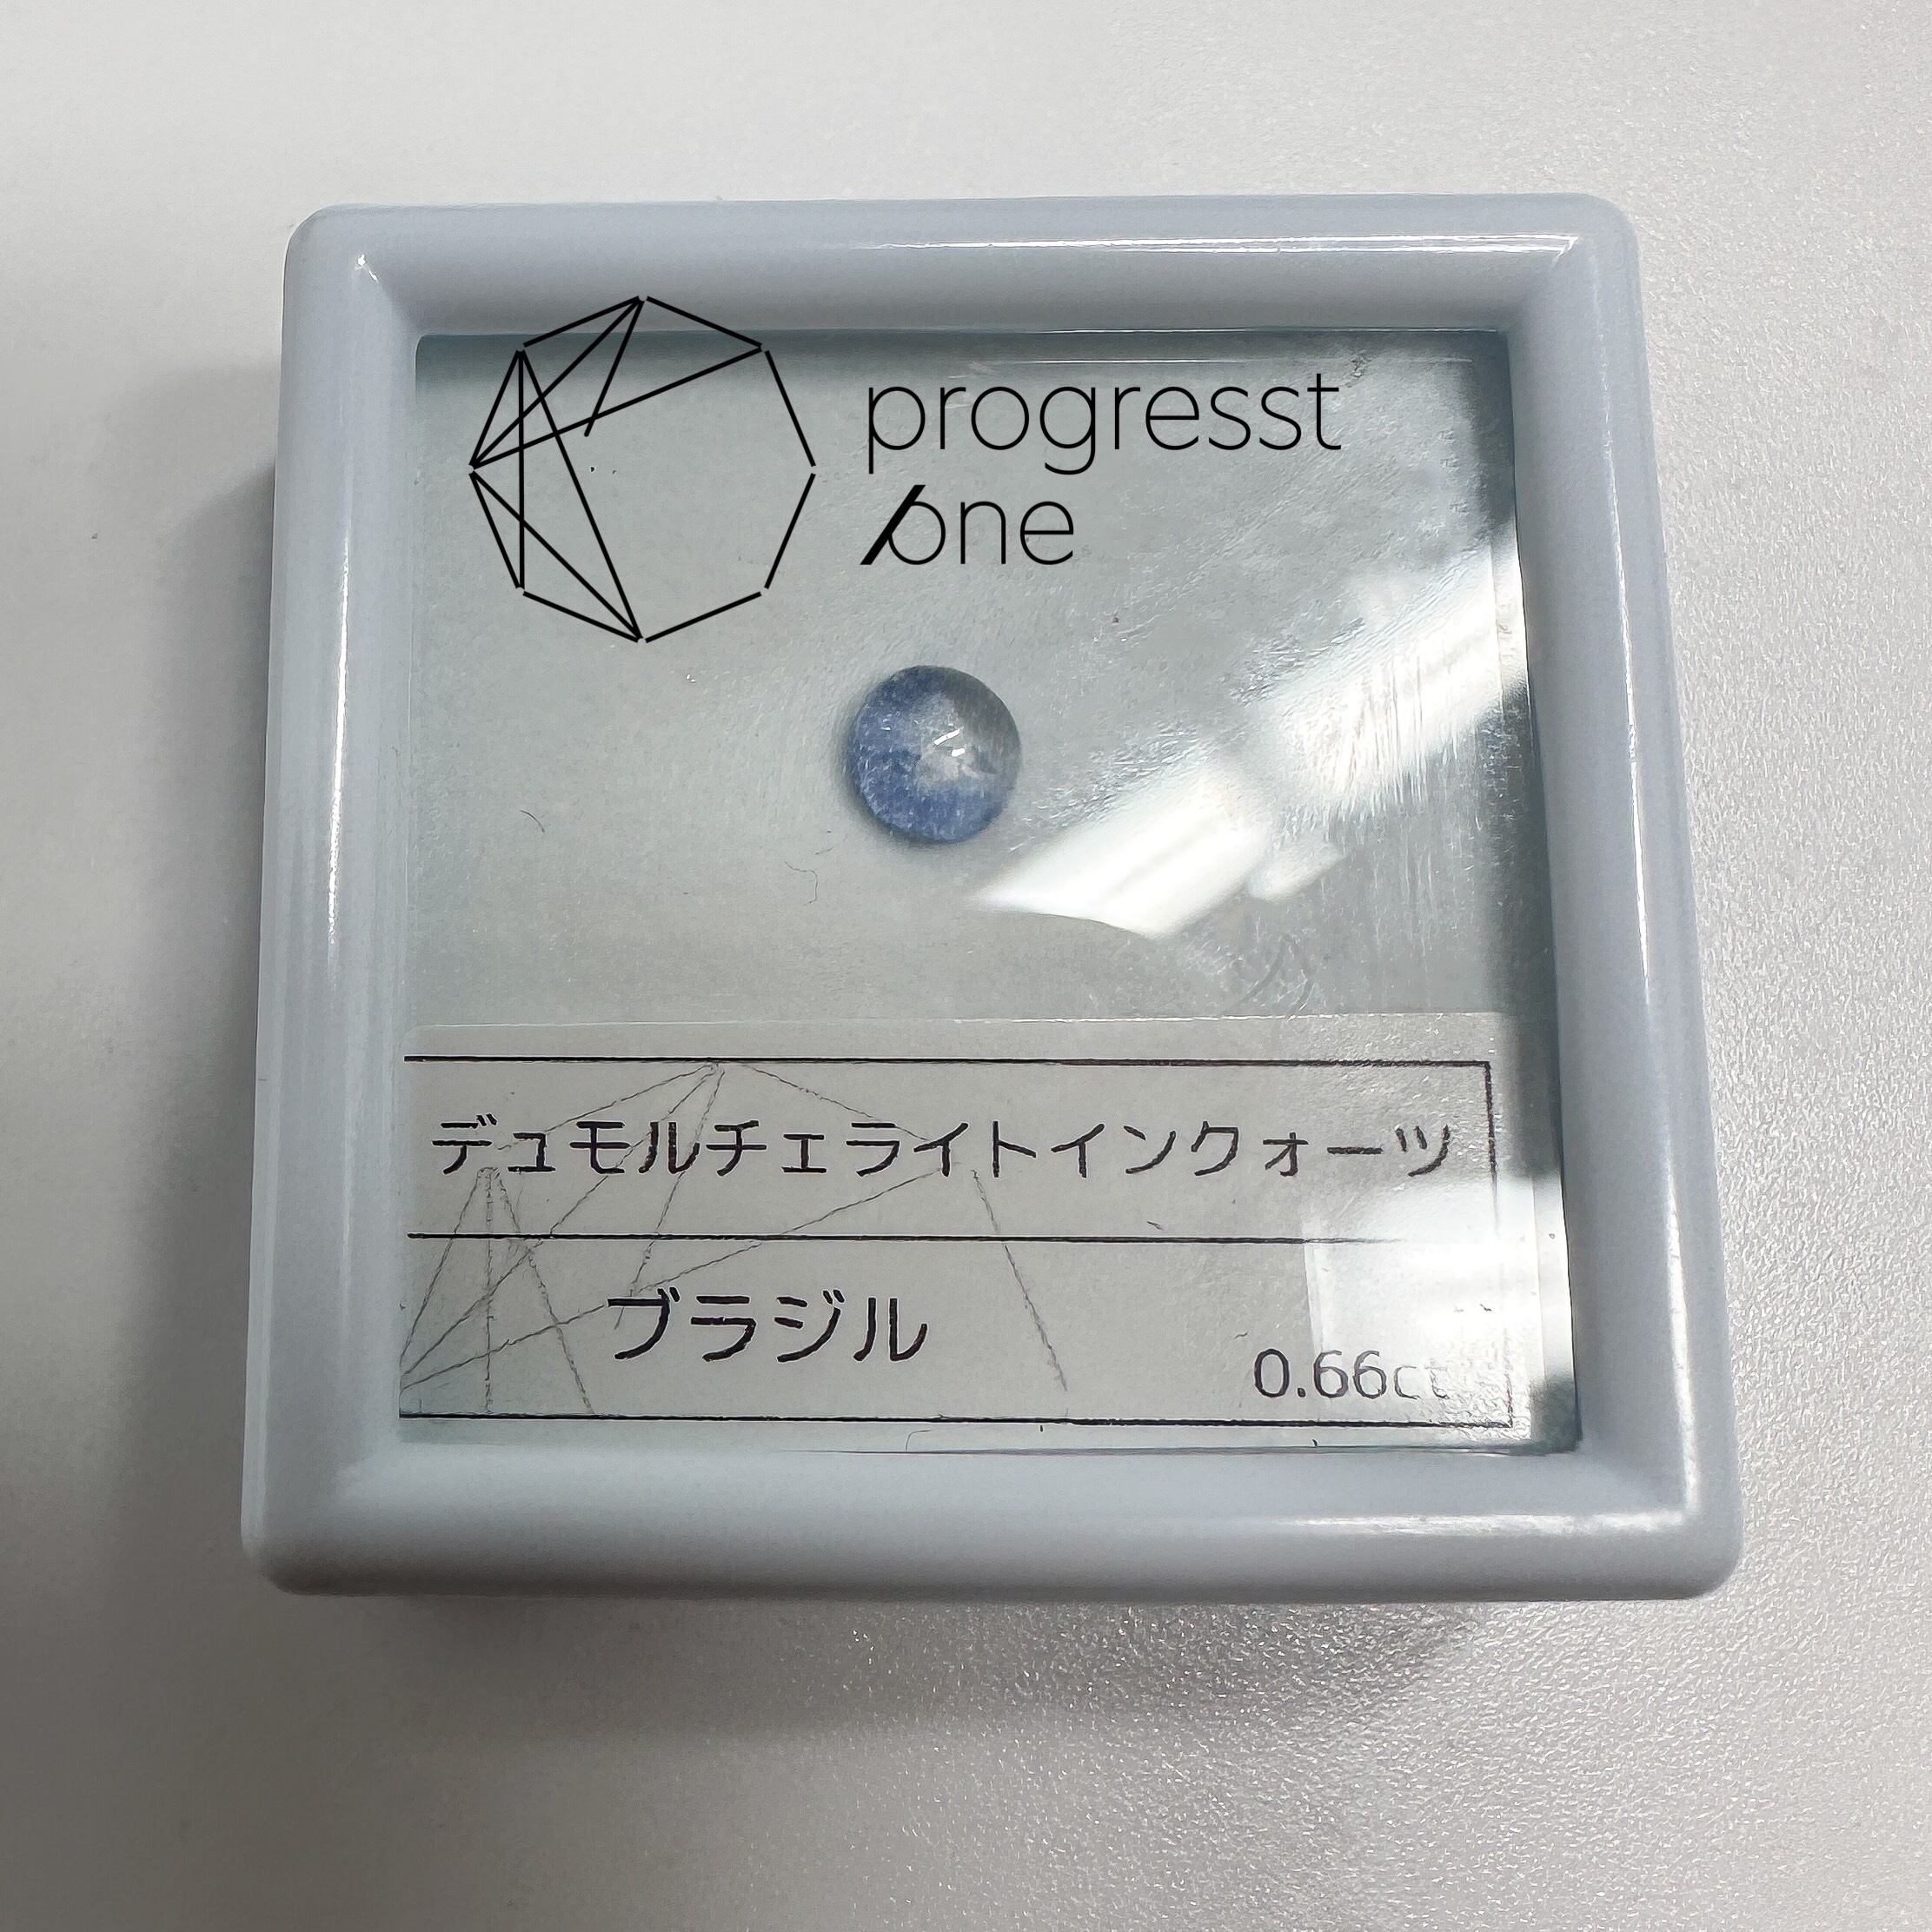 progresst
one
デュモルチェライトインクォーツ
ブラジル
0.66ct